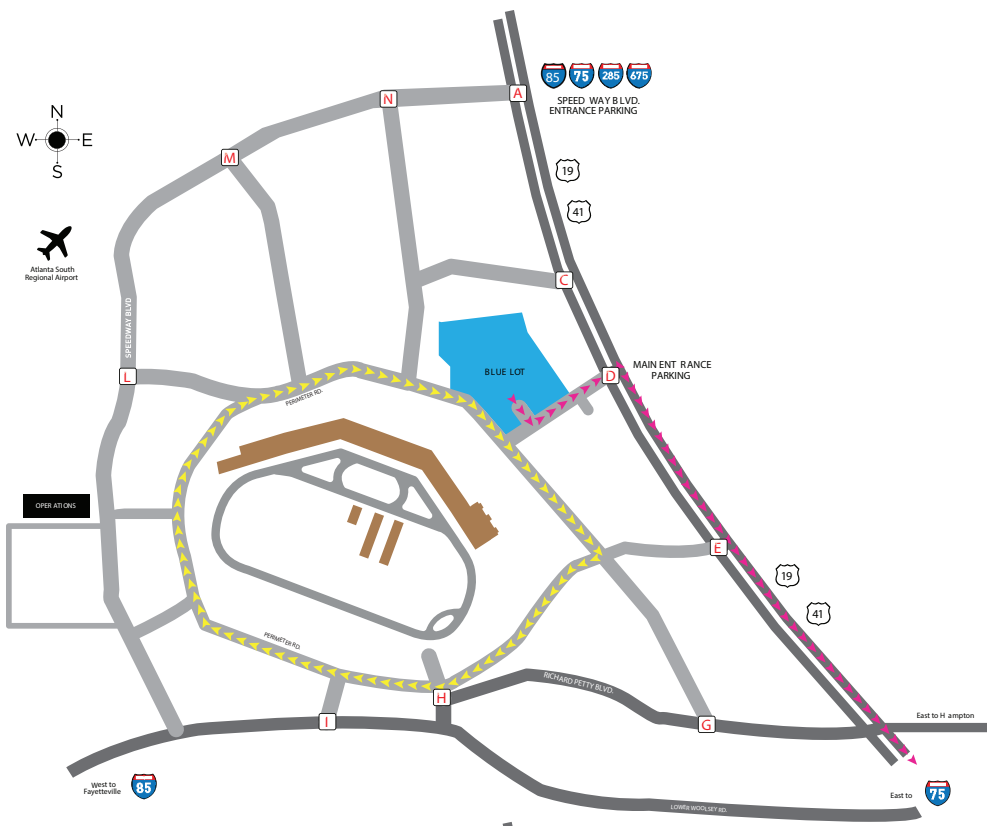 A
85 75 285 675
SPEED WAY BLVD.
ENTRANCE PARKING
N
M
N
W E
S
19
41
Atlanta South
Regional Airport
C
SPEEDWAY BLVD
MAIN ENT RANCE
PARKING
D
BLUE LOT
L
PERIMETER RD.
OPER ATIONS
E
19
41
PERIMETER RD.
RICHARD PETTY BLVD.
H
I
G
East to H ampton
West to
Fayetteville
85
East to
75
LOWER WOOLSET RD.